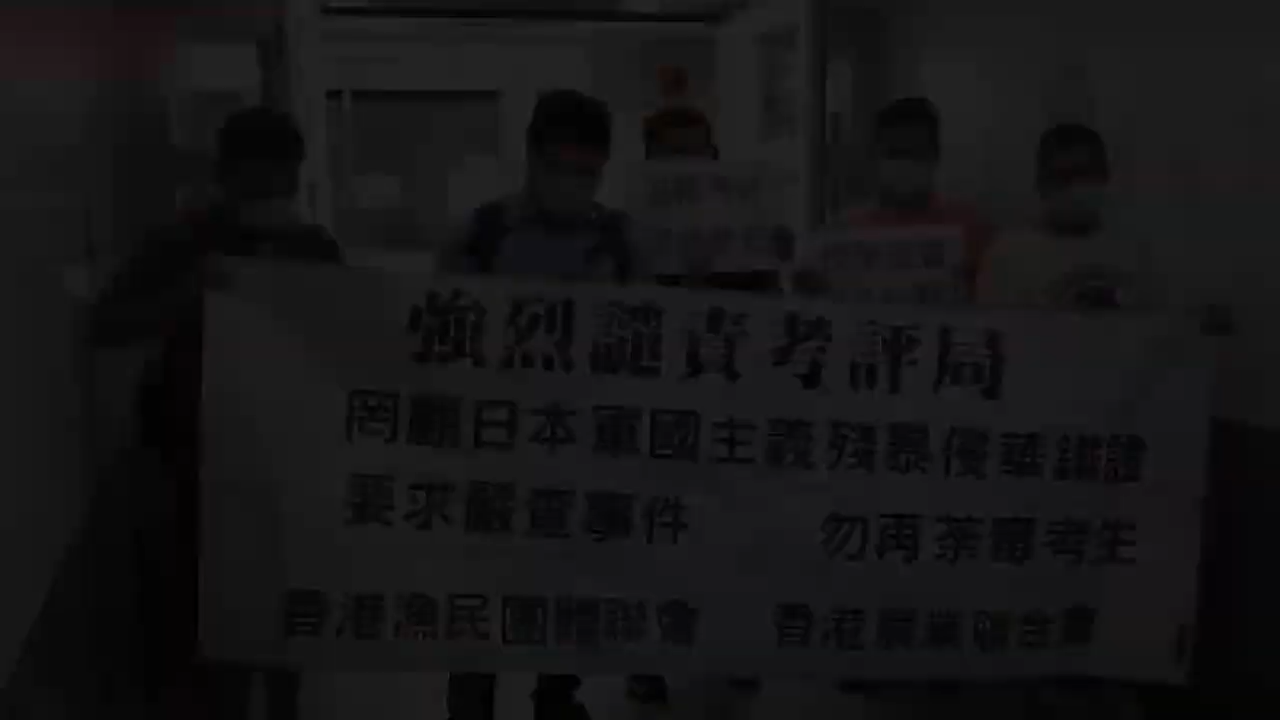 強烈譴責考評局
罔顧日本軍國主義殘暴侵華鐵證
要求嚴查事件 勿再荼毒考生
香港漁民團體聯會 香港農業聯合會